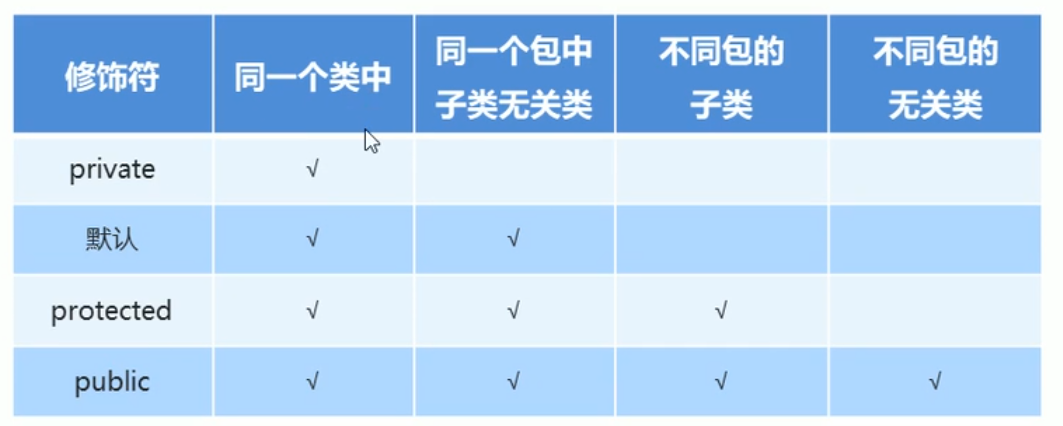 修饰符 同一个类中 同一个包中 不同包的 不同包的
子类无关类 子类 无关类
private √
默认 √ √
protected √ √ √
public √ √ √ √